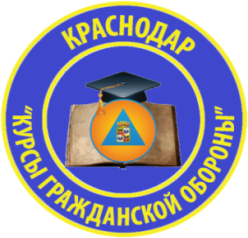 КРАСНОДАР
"КУРСЫ ГРАЖДАНСКОЙ ОБОРОНЫ"